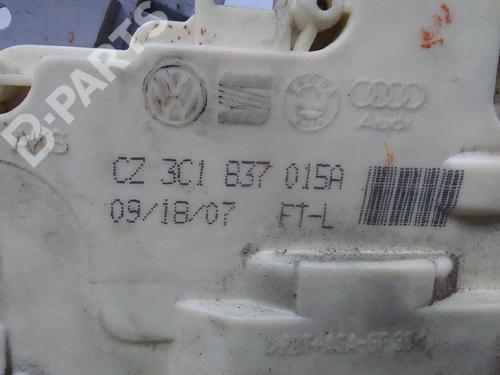 B-PARTS
Audi
CZ 3C1 837 015A
09/18/07 FT-L